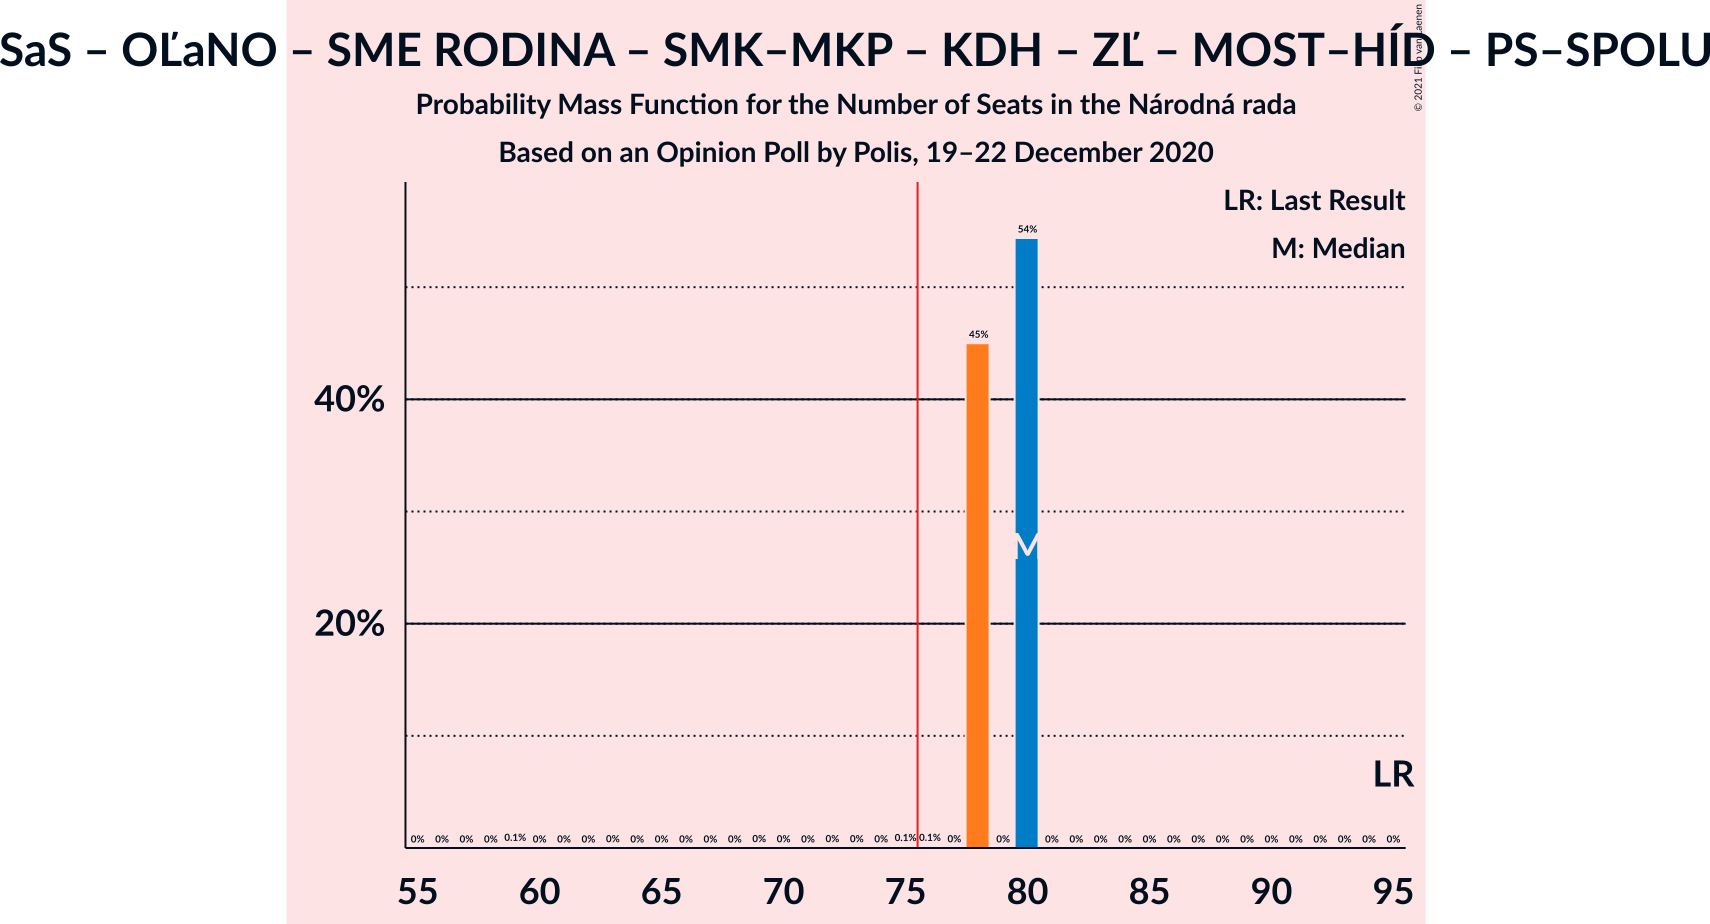 SaS – OĽaNO – SME RODINA – SMK–MKP – KDH – ZĽ – MOST–HÍD – PS–SPOLU
© 2021 Filip van Laenen
Probability Mass Function for the Number of Seats in the Národná rada
Based on an Opinion Poll by Polis, 19–22 December 2020
LR: Last Result
M: Median
54%
45%
40%
M
20%
LR
0% 0% 0% 0% 0.1% 0% 0% 0% 0% 0% 0% 0% 0% 0% 0% 0% 0% 0% 0% 0% 0.1% 0.1% 0% 0% 0% 0% 0% 0% 0% 0% 0% 0% 0% 0% 0% 0% 0% 0% 0%
55 60 65 70 75 80 85 90 95